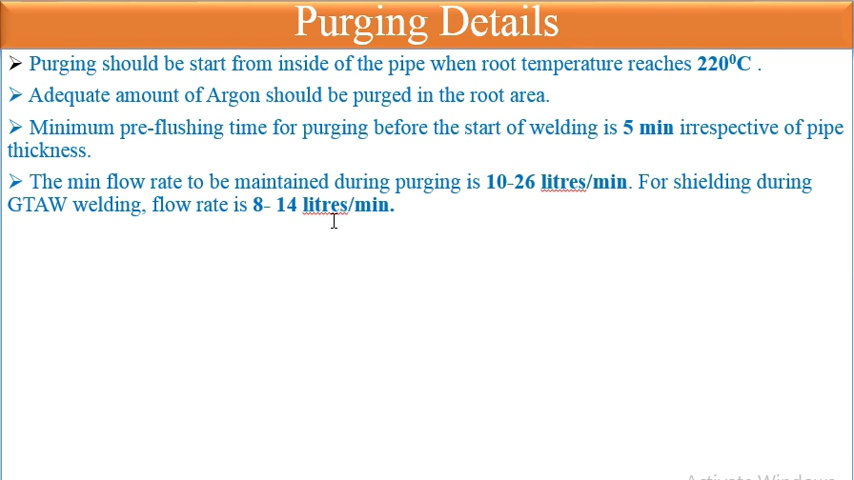 Purging Details
➢ Purging should be start from inside of the pipe when root temperature reaches 220⁰C .
➢ Adequate amount of Argon should be purged in the root area.
➢ Minimum pre-flushing time for purging before the start of welding is 5 min irrespective of pipe
thickness.
➢ The min flow rate to be maintained during purging is 10-26 litres/min. For shielding during
GTAW welding, flow rate is 8- 14 litres/min.
Activate Windows